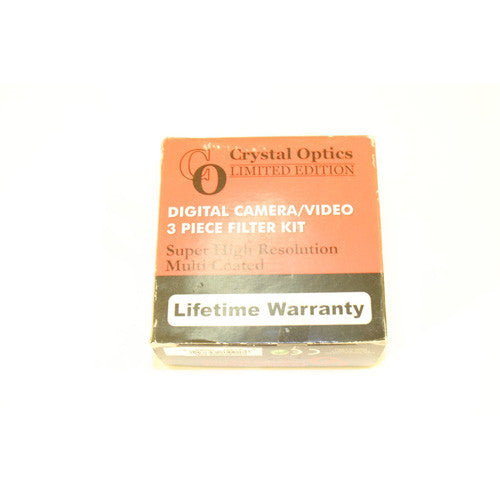 CO
Crystal Optics
LIMITED EDITION
DIGITAL CAMERA/VIDEO
3 PIECE FILTER KIT
Super High Resolution
Multi Coated
Lifetime Warranty